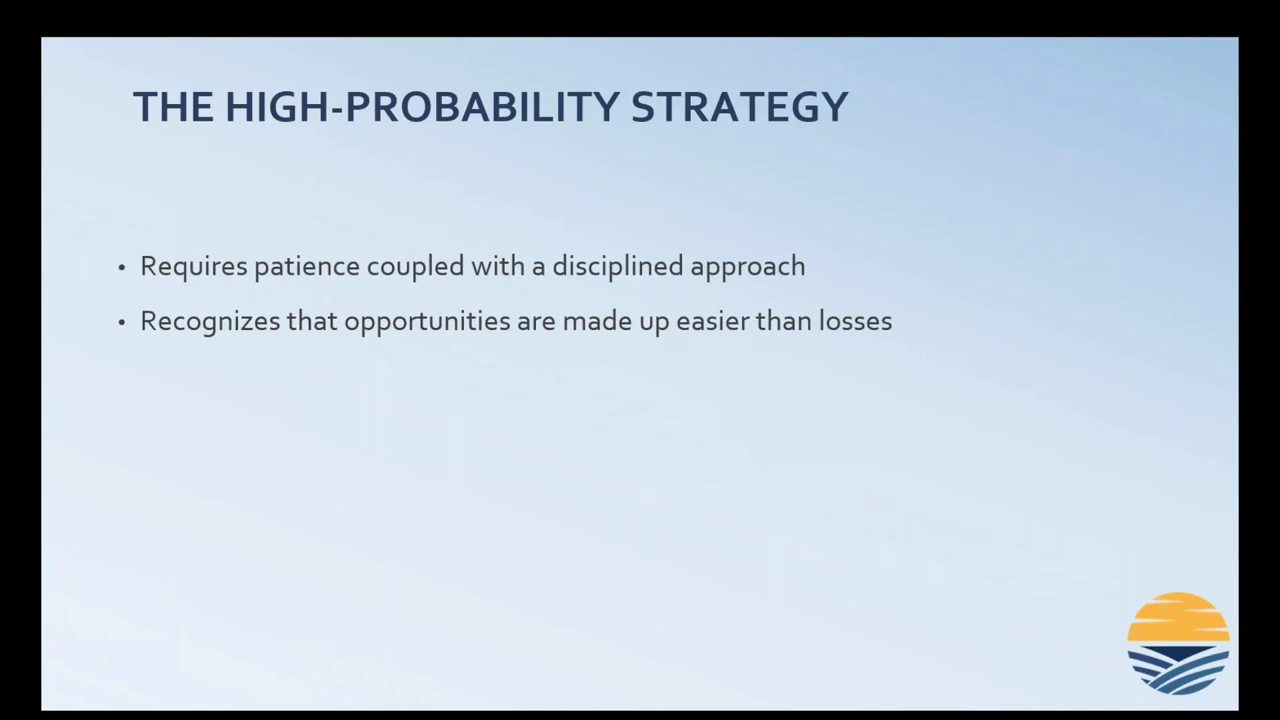 THE HIGH-PROBABILITY STRATEGY
• Requires patience coupled with a disciplined approach
• Recognizes that opportunities are made up easier than losses